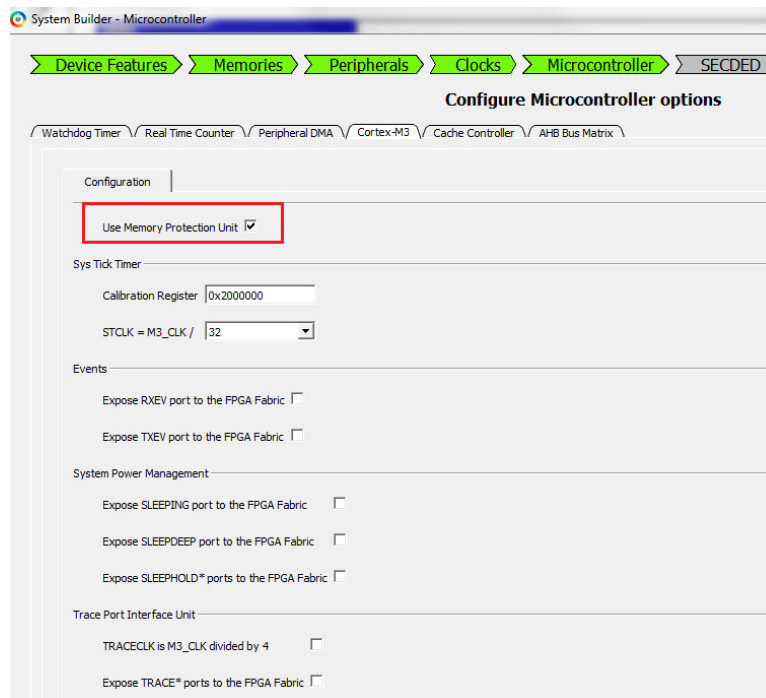 System Builder - Microcontroller
Device Features Memories Peripherals Clocks Microcontroller SECDED
Configure Microcontroller options
Watchdog Timer Real Time Counter Peripheral DMA Cortex-M3 Cache Controller AHB Bus Matrix
Configuration
Use Memory Protection Unit
Sys Tick Timer
Calibration Register 0x2000000
STCLK = M3_CLK / 32
Events
Expose RXEV port to the FPGA Fabric
Expose TXEV port to the FPGA Fabric
System Power Management
Expose SLEEPING port to the FPGA Fabric
Expose SLEEPDEEP port to the FPGA Fabric
Expose SLEEPHOLD* ports to the FPGA Fabric
Trace Port Interface Unit
TRACECLK is M3_CLK divided by 4
Expose TRACE* ports to the FPGA Fabric